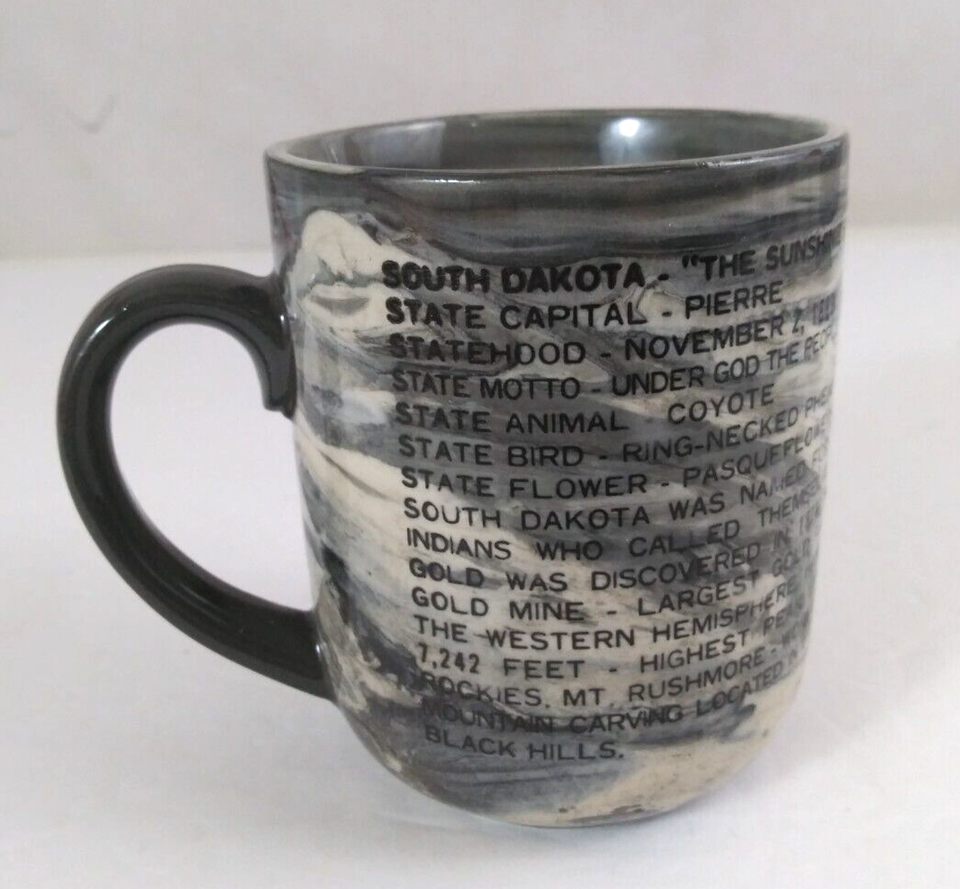 SOUTH DAKOTA - "THE SUNSHINE
STATE CAPITAL - PIERRE
STATEHOOD - NOVEMBER 2,
STATE MOTTO - UNDER GOD THE
STATE ANIMAL COYOTE
STATE BIRD - RING-NECKED
STATE FLOWER - PASQUEFLOWER
SOUTH DAKOTA WAS NAMED
INDIANS WHO CALLED
GOLD WAS DISCOVERED IN
GOLD MINE - LARGEST GOLD
THE WESTERN HEMISPHERE
7,242 FEET - HIGHEST
ROCKIES. MT. RUSHMORE -
MOUNTAIN CARVING LOCATED
BLACK HILLS.